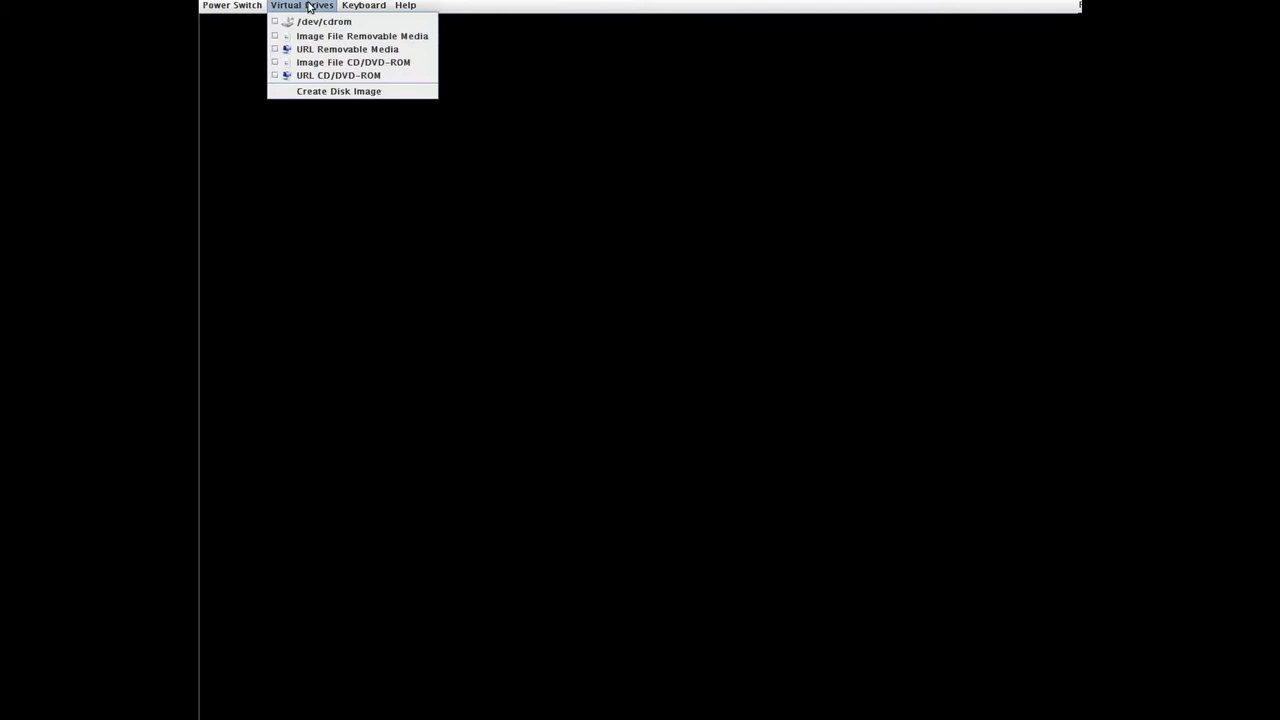 Power Switch Virtual Drives Keyboard Help
/dev/cdrom
Image File Removable Media
URL Removable Media
Image File CD/DVD-ROM
URL CD/DVD-ROM
Create Disk Image